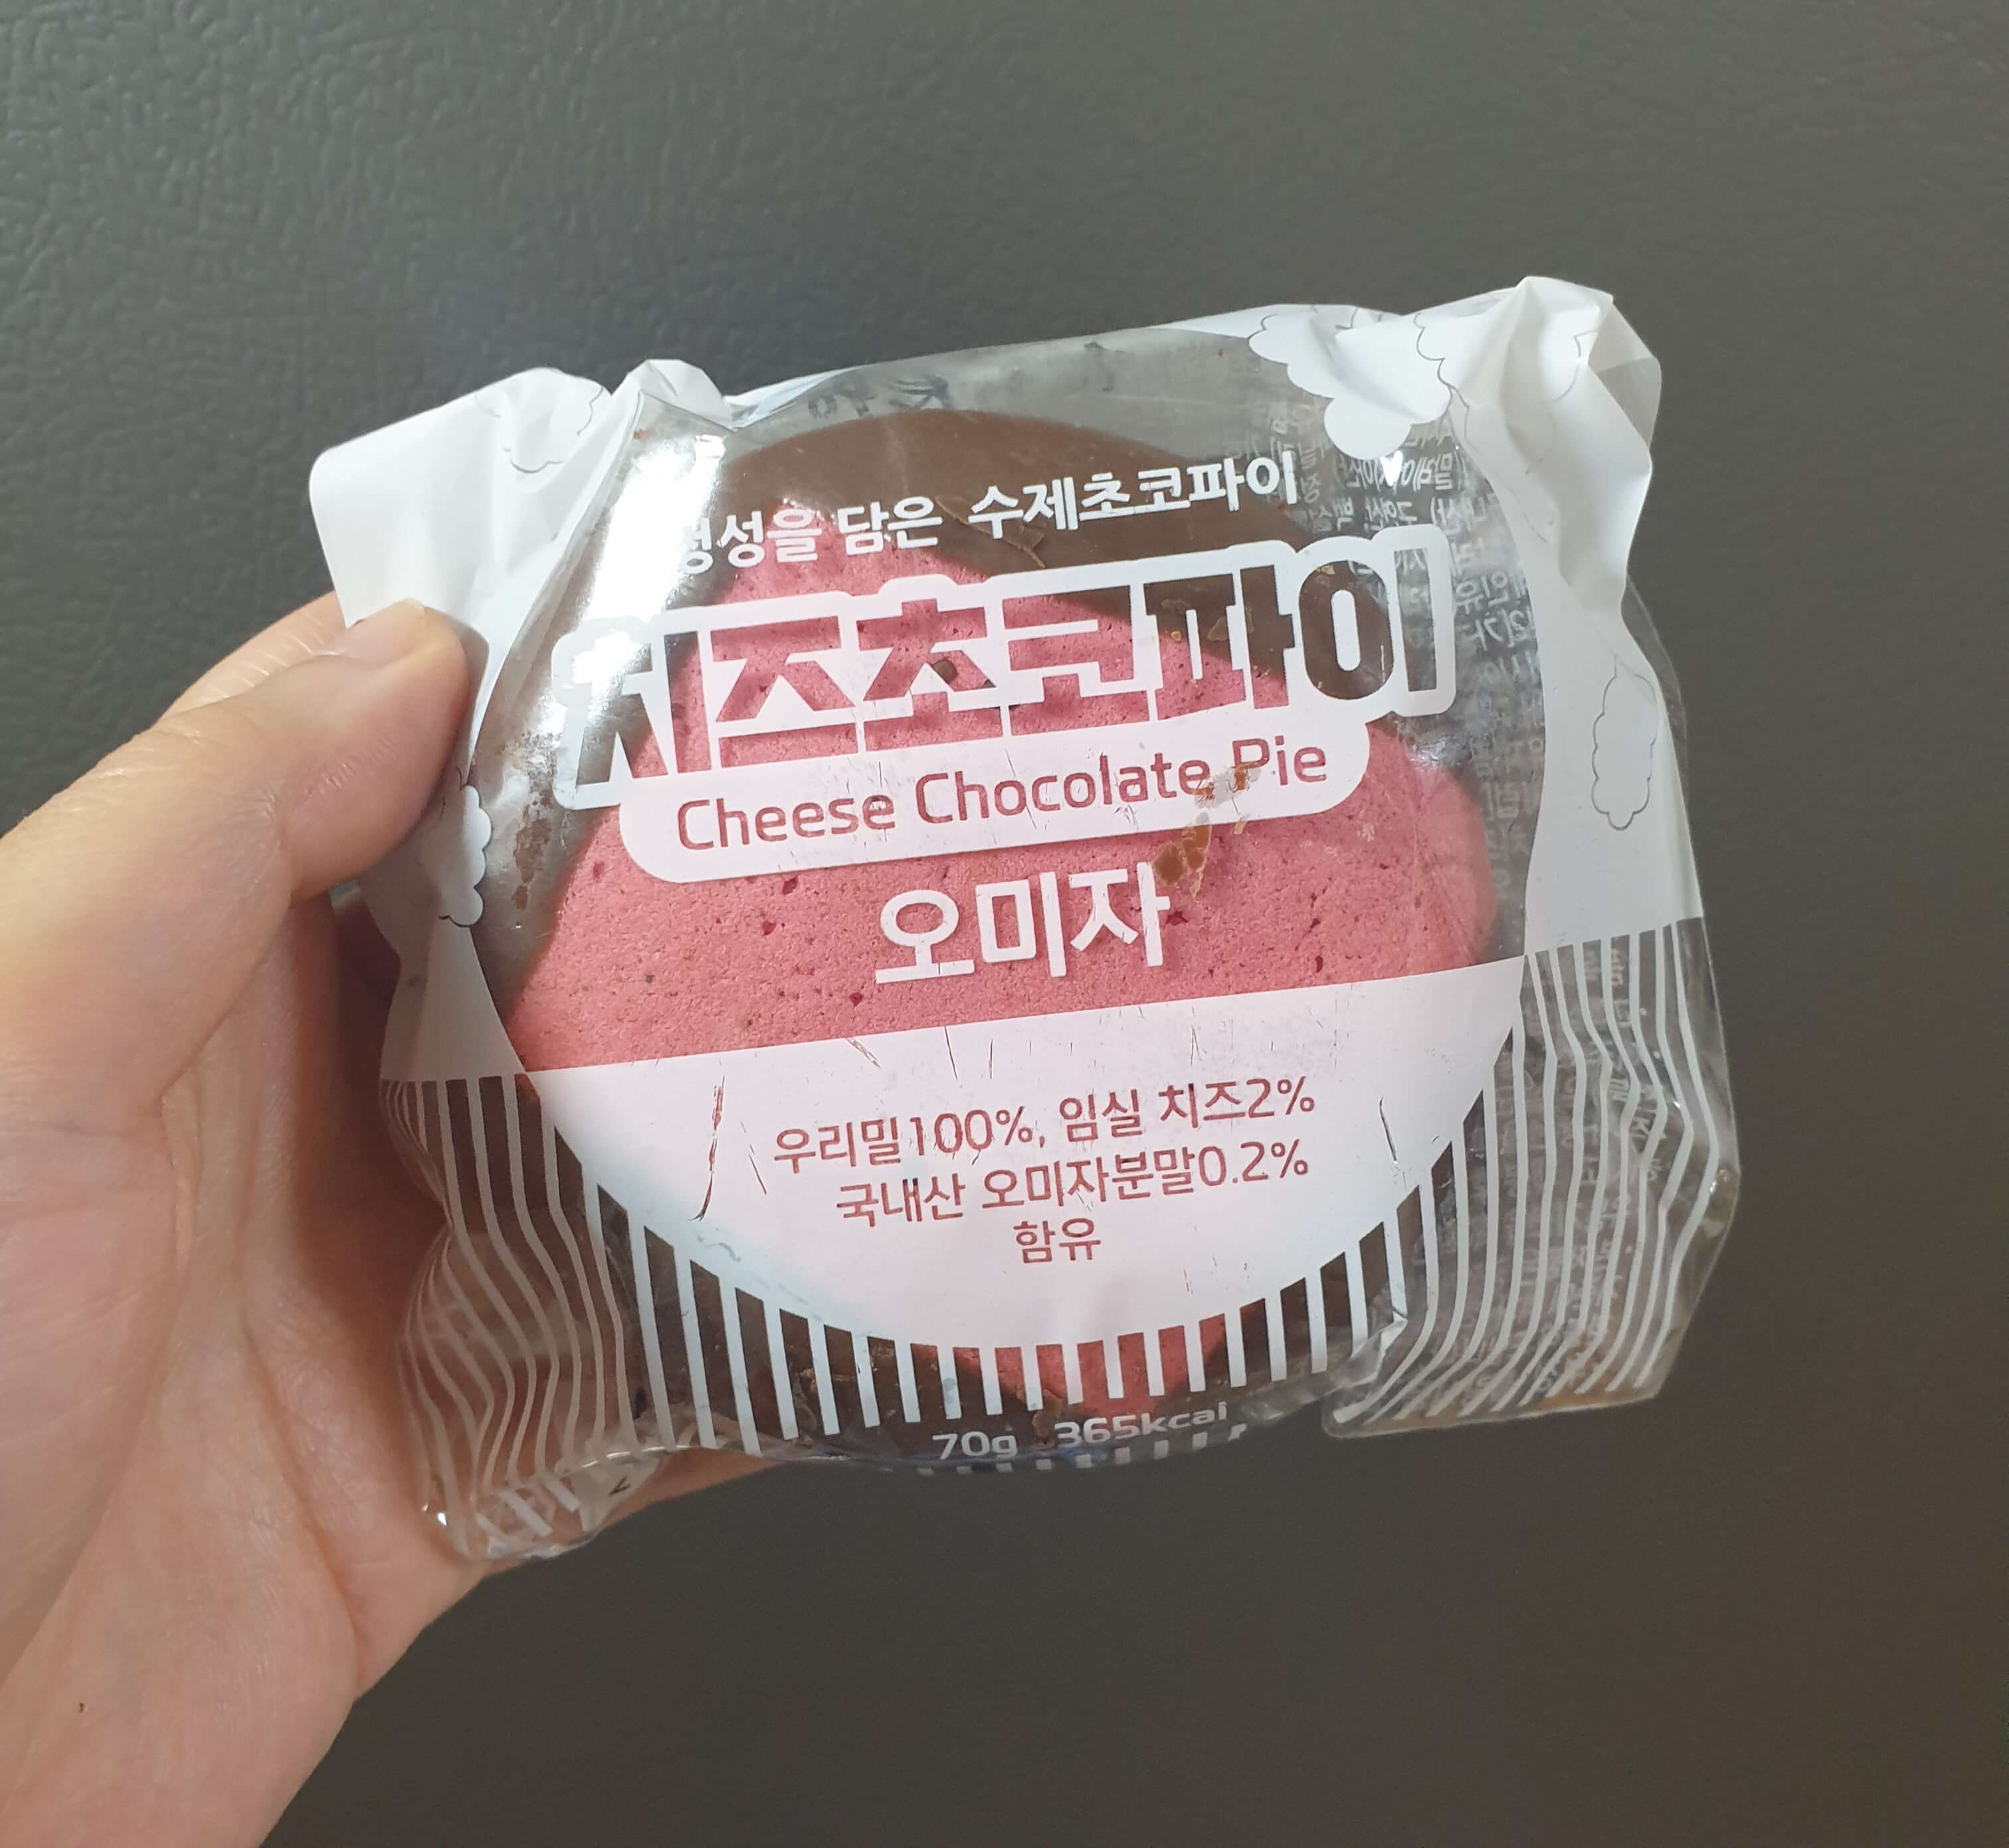 정성을 담은 수제초코파이
치즈초코파이
Cheese Chocolate Pie
오미자
우리밀100%, 임실 치즈2%
국내산 오미자분말0.2%
함유
70g 365kcal